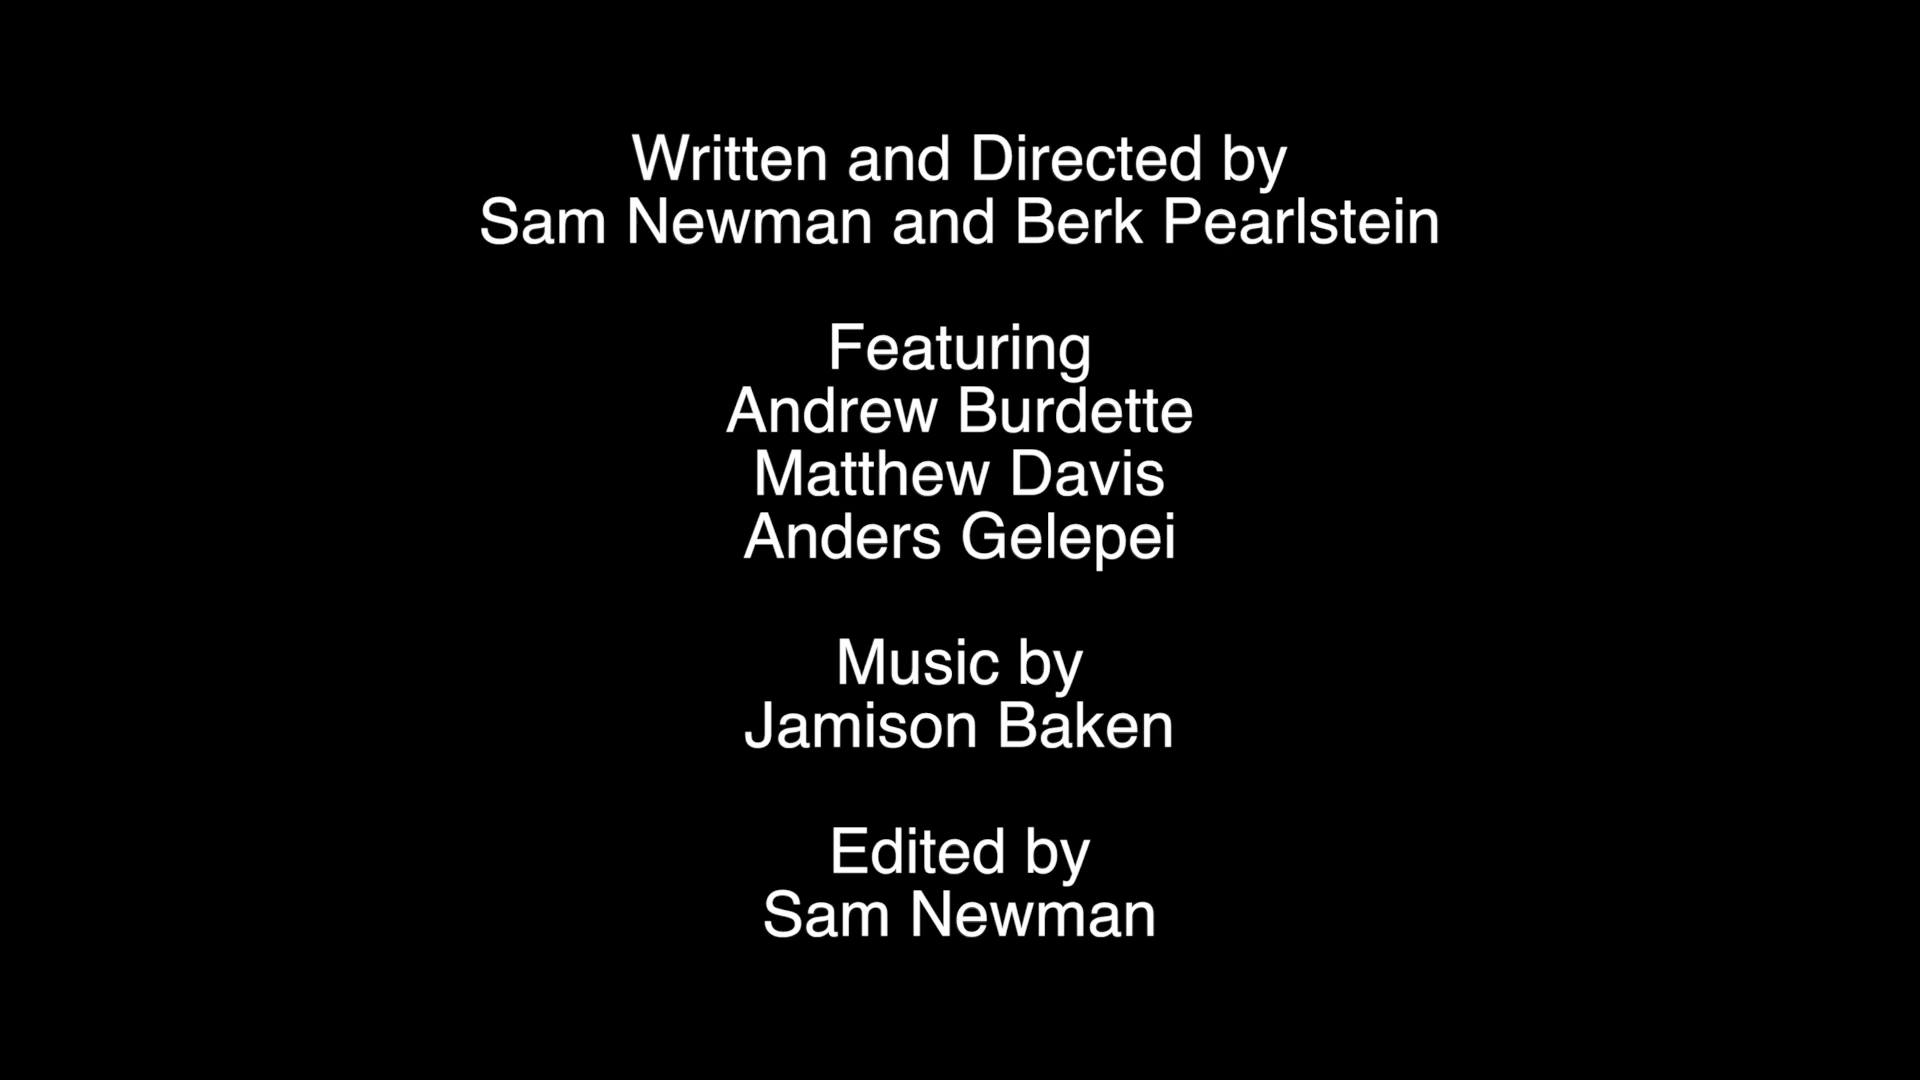 Written and Directed by
Sam Newman and Berk Pearlstein
Featuring
Andrew Burdette
Matthew Davis
Anders Gelepei
Music by
Jamison Baken
Edited by
Sam Newman